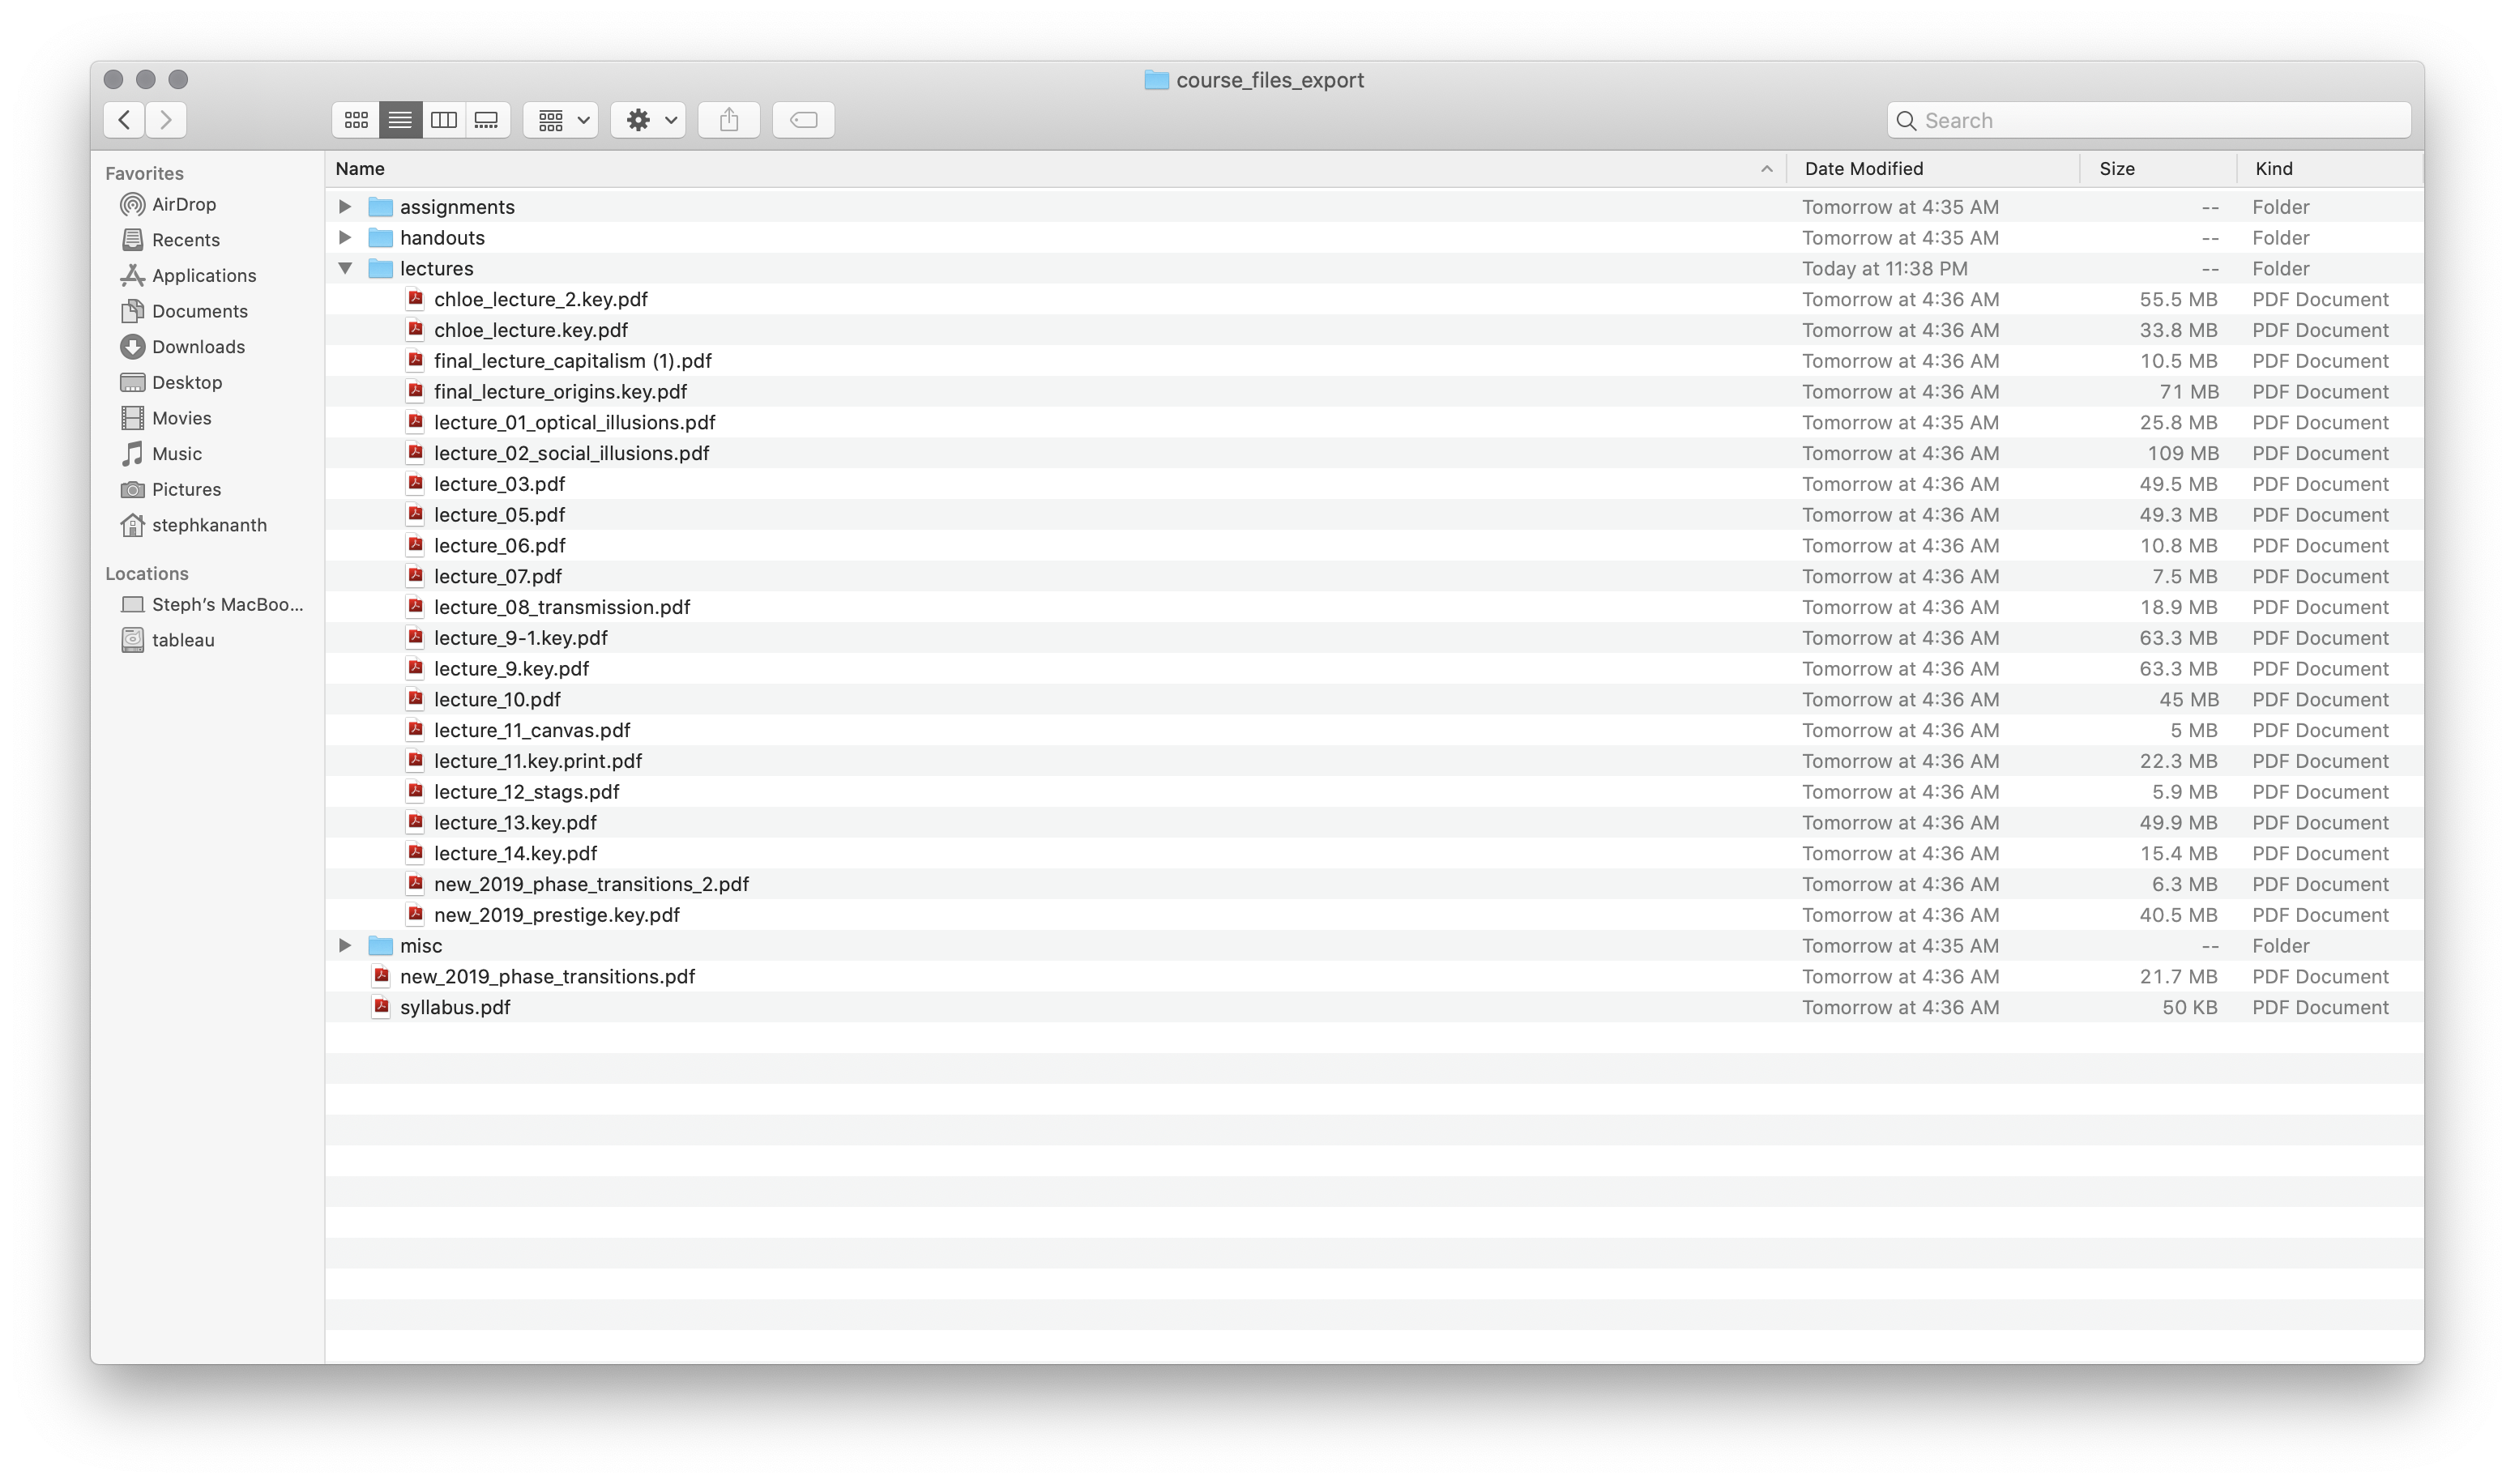 course_files_export
Search
Favorites
AirDrop
Recents
Applications
Documents
Downloads
Desktop
Movies
Music
Pictures
stephkananth
Locations
Steph's MacBoo...
tableau
Name Date Modified Size Kind
assignments Tomorrow at 4:35 AM -- Folder
handouts Tomorrow at 4:35 AM -- Folder
lectures Today at 11:38 PM -- Folder
chloe_lecture_2.key.pdf Tomorrow at 4:36 AM 55.5 MB PDF Document
chloe_lecture.key.pdf Tomorrow at 4:36 AM 33.8 MB PDF Document
final_lecture_capitalism (1).pdf Tomorrow at 4:36 AM 10.5 MB PDF Document
final_lecture_origins.key.pdf Tomorrow at 4:36 AM 71 MB PDF Document
lecture_01_optical_illusions.pdf Tomorrow at 4:35 AM 25.8 MB PDF Document
lecture_02_social_illusions.pdf Tomorrow at 4:36 AM 109 MB PDF Document
lecture_03.pdf Tomorrow at 4:36 AM 49.5 MB PDF Document
lecture_05.pdf Tomorrow at 4:36 AM 49.3 MB PDF Document
lecture_06.pdf Tomorrow at 4:36 AM 10.8 MB PDF Document
lecture_07.pdf Tomorrow at 4:36 AM 7.5 MB PDF Document
lecture_08_transmission.pdf Tomorrow at 4:36 AM 18.9 MB PDF Document
lecture_9-1.key.pdf Tomorrow at 4:36 AM 63.3 MB PDF Document
lecture_9.key.pdf Tomorrow at 4:36 AM 63.3 MB PDF Document
lecture_10.pdf Tomorrow at 4:36 AM 45 MB PDF Document
lecture_11_canvas.pdf Tomorrow at 4:36 AM 5 MB PDF Document
lecture_11.key.print.pdf Tomorrow at 4:36 AM 22.3 MB PDF Document
lecture_12_stags.pdf Tomorrow at 4:36 AM 5.9 MB PDF Document
lecture_13.key.pdf Tomorrow at 4:36 AM 49.9 MB PDF Document
lecture_14.key.pdf Tomorrow at 4:36 AM 15.4 MB PDF Document
new_2019_phase_transitions_2.pdf Tomorrow at 4:36 AM 6.3 MB PDF Document
new_2019_prestige.key.pdf Tomorrow at 4:36 AM 40.5 MB PDF Document
misc Tomorrow at 4:35 AM -- Folder
new_2019_phase_transitions.pdf Tomorrow at 4:36 AM 21.7 MB PDF Document
syllabus.pdf Tomorrow at 4:36 AM 50 KB PDF Document